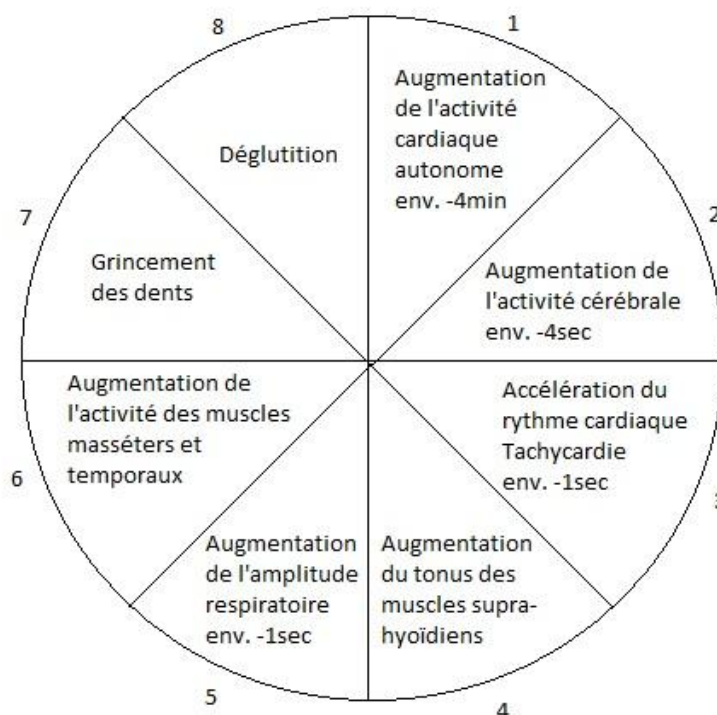 1
Augmentation
de l'activité
cardiaque
autonome
env. -4min
2
Augmentation de
l'activité cérébrale
env. -4sec
Accélération du
rythme cardiaque
Tachycardie
env. -1sec
4
Augmentation
du tonus des
muscles supra-
hyoïdiens
5
Augmentation
de l'amplitude
respiratoire
env. -1sec
6
Augmentation de
l'activité des muscles
masséters et
temporaux
7
Grincement
des dents
8
Déglutition